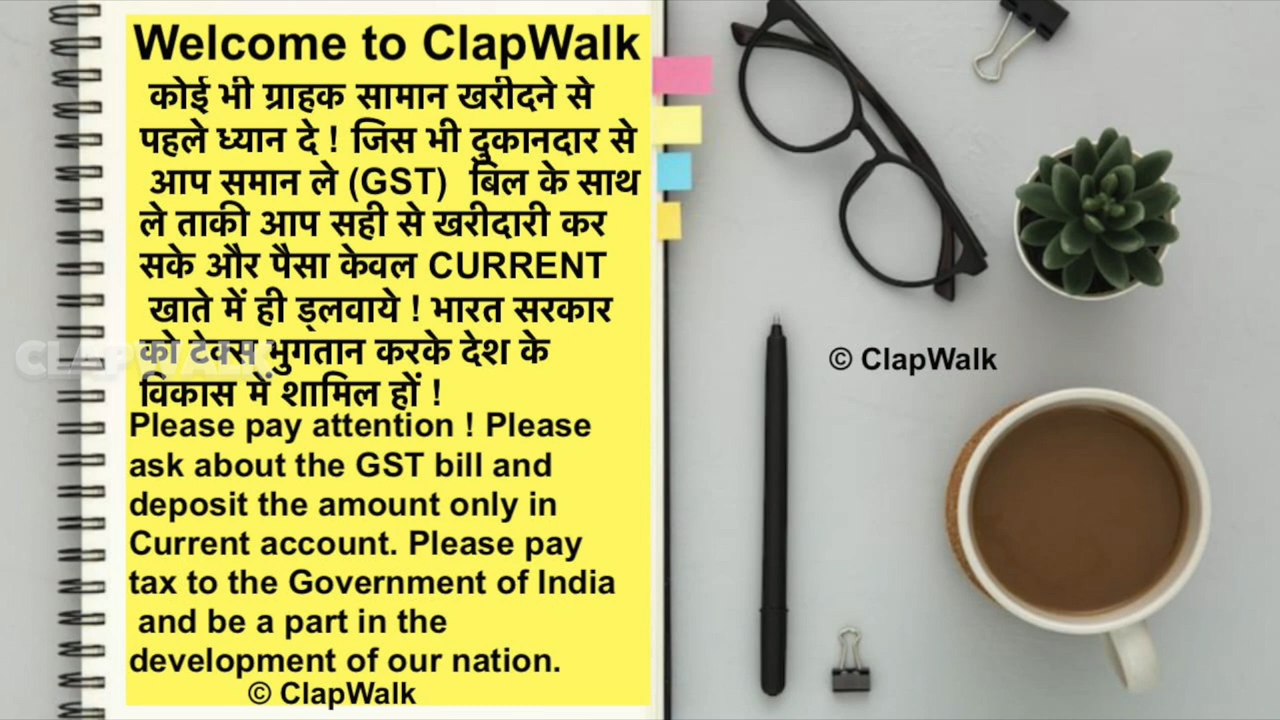 Welcome to ClapWalk
कोई भी ग्राहक सामान खरीदने से
पहले ध्यान दे ! जिस भी दुकानदार से
आप समान ले (GST) बिल के साथ
ले ताकी आप सही से खरीदारी कर
सके और पैसा केवल CURRENT
खाते में ही ड्लवाये ! भारत सरकार
को टेक्स भुगतान करके देश के
विकास में शामिल हों !
Please pay attention ! Please
ask about the GST bill and
deposit the amount only in
Current account. Please pay
tax to the Government of India
and be a part in the
development of our nation.
© ClapWalk
© ClapWalk
CLAPWALK